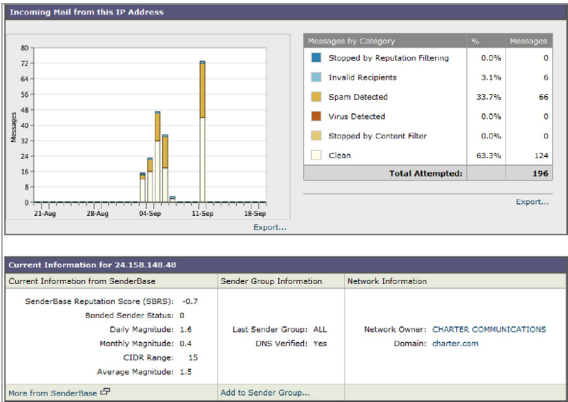 Incoming Mail from this IP Address
80
72
64
56
48
40
32
24
16
8
0
Messages
21-Aug 28-Aug 04-Sep 11-Sep 18-Sep
Export...
Messages by Category % Messages
Stopped by Reputation Filtering 0.0% 0
Invalid Recipients 3.1% 6
Spam Detected 33.7% 66
Virus Detected 0.0% 0
Stopped by Content Filter 0.0% 0
Clean 63.3% 124
Total Attempted: 196
Export...
Current Information for 24.158.148.48
Current Information from SenderBase Sender Group Information Network Information
SenderBase Reputation Score (SBRS): -0.7
Bonded Sender Status: 0
Daily Magnitude: 1.6 Last Sender Group: ALL Network Owner: CHARTER COMMUNICATIONS
Monthly Magnitude: 0.4 DNS Verified: Yes Domain: charter.com
CIDR Range: 15
Average Magnitude: 1.5
More from SenderBase Add to Sender Group...